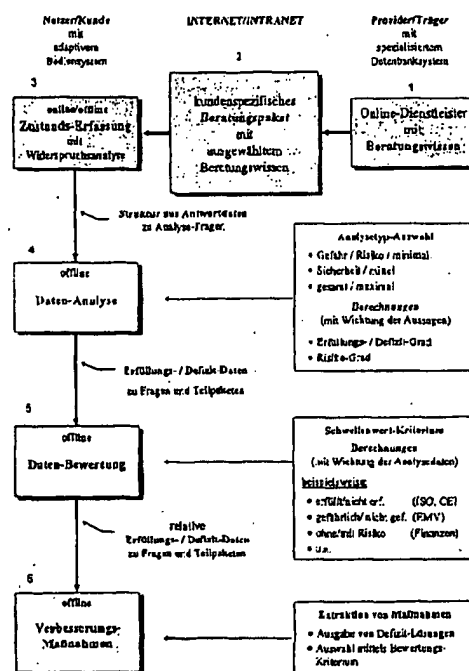 Nutzer/Kunde
mit
adaptivem
Bediensystem
INTERNET/INTRANET
Provider/Träger
mit
spezialisiertem
Datenbanksystem
3
online/offline
Zustands-Erfassung
mit
Widerspruchsanalyse
2
kundenspezifisches
Beratungspaket
mit
ausgewähltem
Beratungswissen
1
Online-Dienstleister
mit
Beratungswissen
Struktur aus Antwortdaten
zu Analyse-Frager
4
offline
Daten-Analyse
Analysetyp-Auswahl
• Gefahr / Risiko / minimal
• Sicherheit / mittel
• gesamt / maximal
Berechnungen
(mit Wichtung der Aussagen)
• Erfüllungs- / Defizit-Grad
• Risiko-Grad
Erfüllungs- / Defizit-Daten
zu Fragen und Teilpaketen
5
offline
Daten-Bewertung
Schwellenwert-Kriterium
Berechnungen
(mit Wichtung der Analysedaten)
beispielsweise:
• erfüllt/nicht erf. (ISO, CE)
• gefährlich/nicht gef. (EMV)
• ohne/mit Risiko (Finanzen)
• u.a.
relative
Erfüllungs- / Defizit-Daten
zu Fragen und Teilpaketen
6
offline
Verbesserungs-
Maßnahmen
Extraktion von Maßnahmen
• Ausgabe von Defizit-Lösungen
• Auswahl mittels Bewertungs-
Kriterium